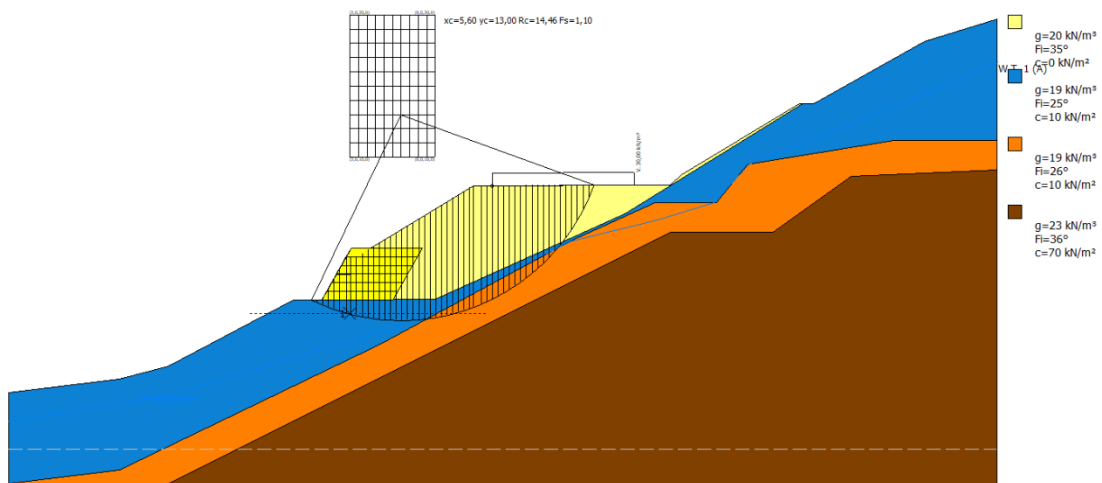 xc=5,60 yc=13,00 Rc=14,46 Fs=1,10
g=20 kN/m³
Fi=35°
c=0 kN/m²
W.T. 1 (A)
g=19 kN/m³
Fi=25°
c=10 kN/m²
g=19 kN/m³
Fi=26°
c=10 kN/m²
g=23 kN/m³
Fi=36°
c=70 kN/m²